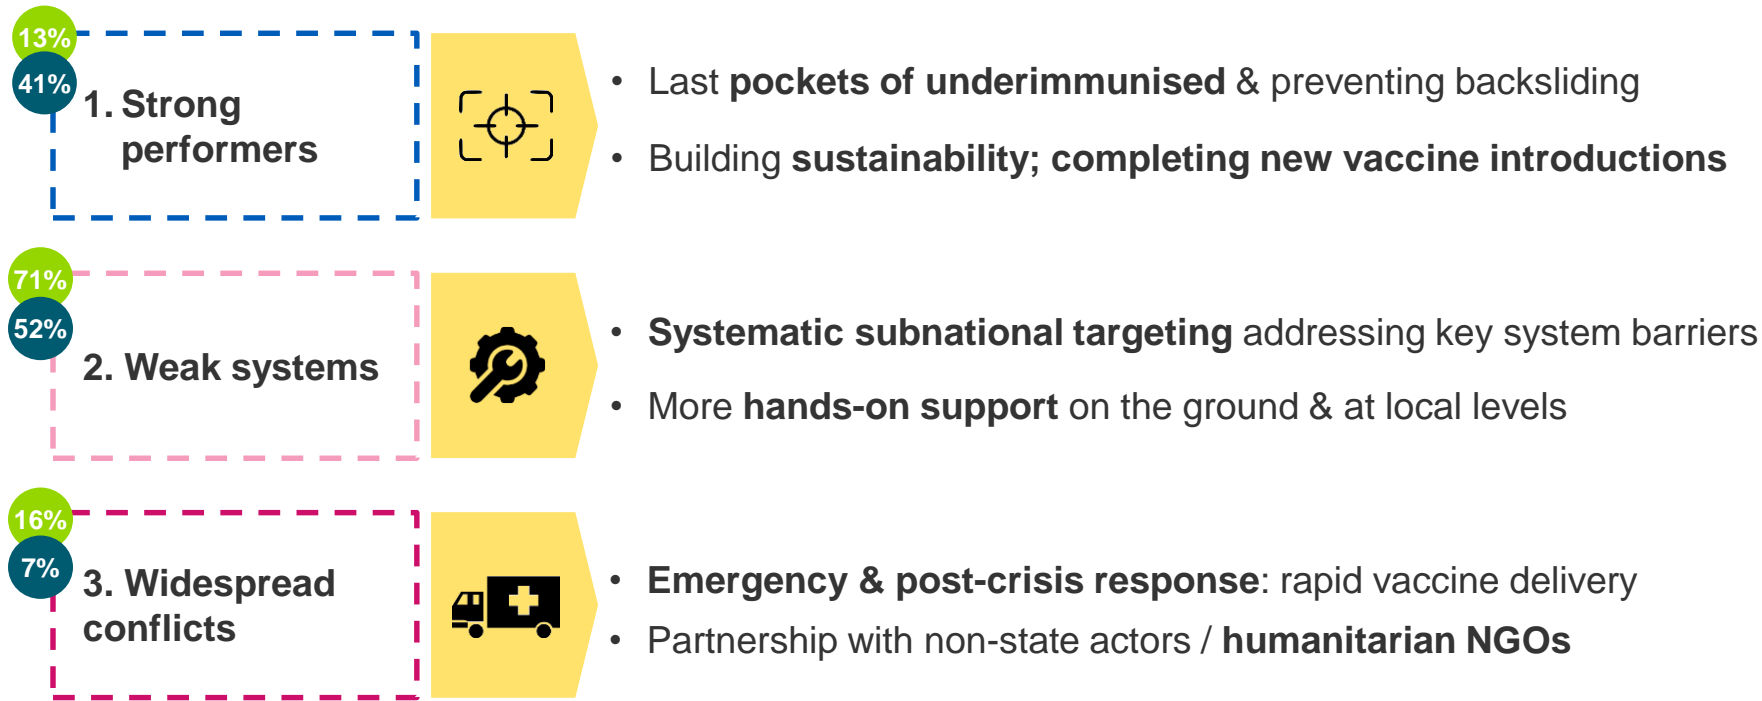 13%
41%
1. Strong
performers
• Last pockets of underimmunised & preventing backsliding
• Building sustainability; completing new vaccine introductions
71%
52%
2. Weak systems
• Systematic subnational targeting addressing key system barriers
• More hands-on support on the ground & at local levels
16%
7%
3. Widespread
conflicts
• Emergency & post-crisis response: rapid vaccine delivery
• Partnership with non-state actors / humanitarian NGOs